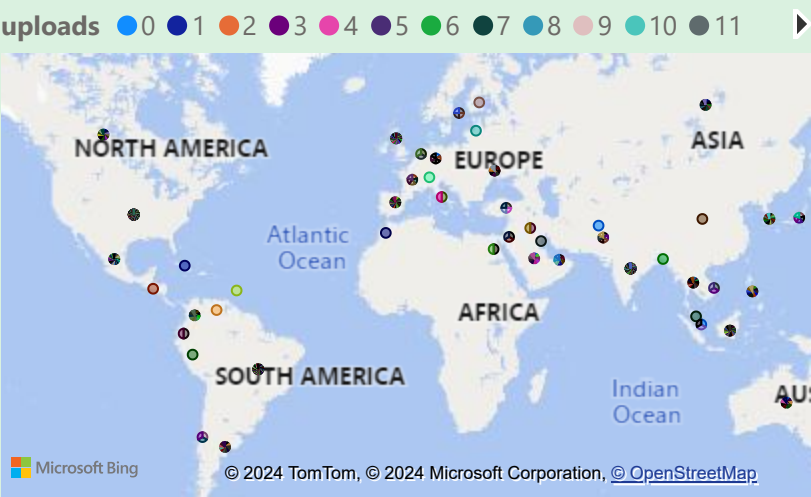 uploads 0 1 2 3 4 5 6 7 8 9 10 11
NORTH AMERICA
ASIA
EUROPE
Atlantic
Ocean
AFRICA
SOUTH AMERICA
Indian
Ocean
AUS
Microsoft Bing
© 2024 TomTom, © 2024 Microsoft Corporation, © OpenStreetMap